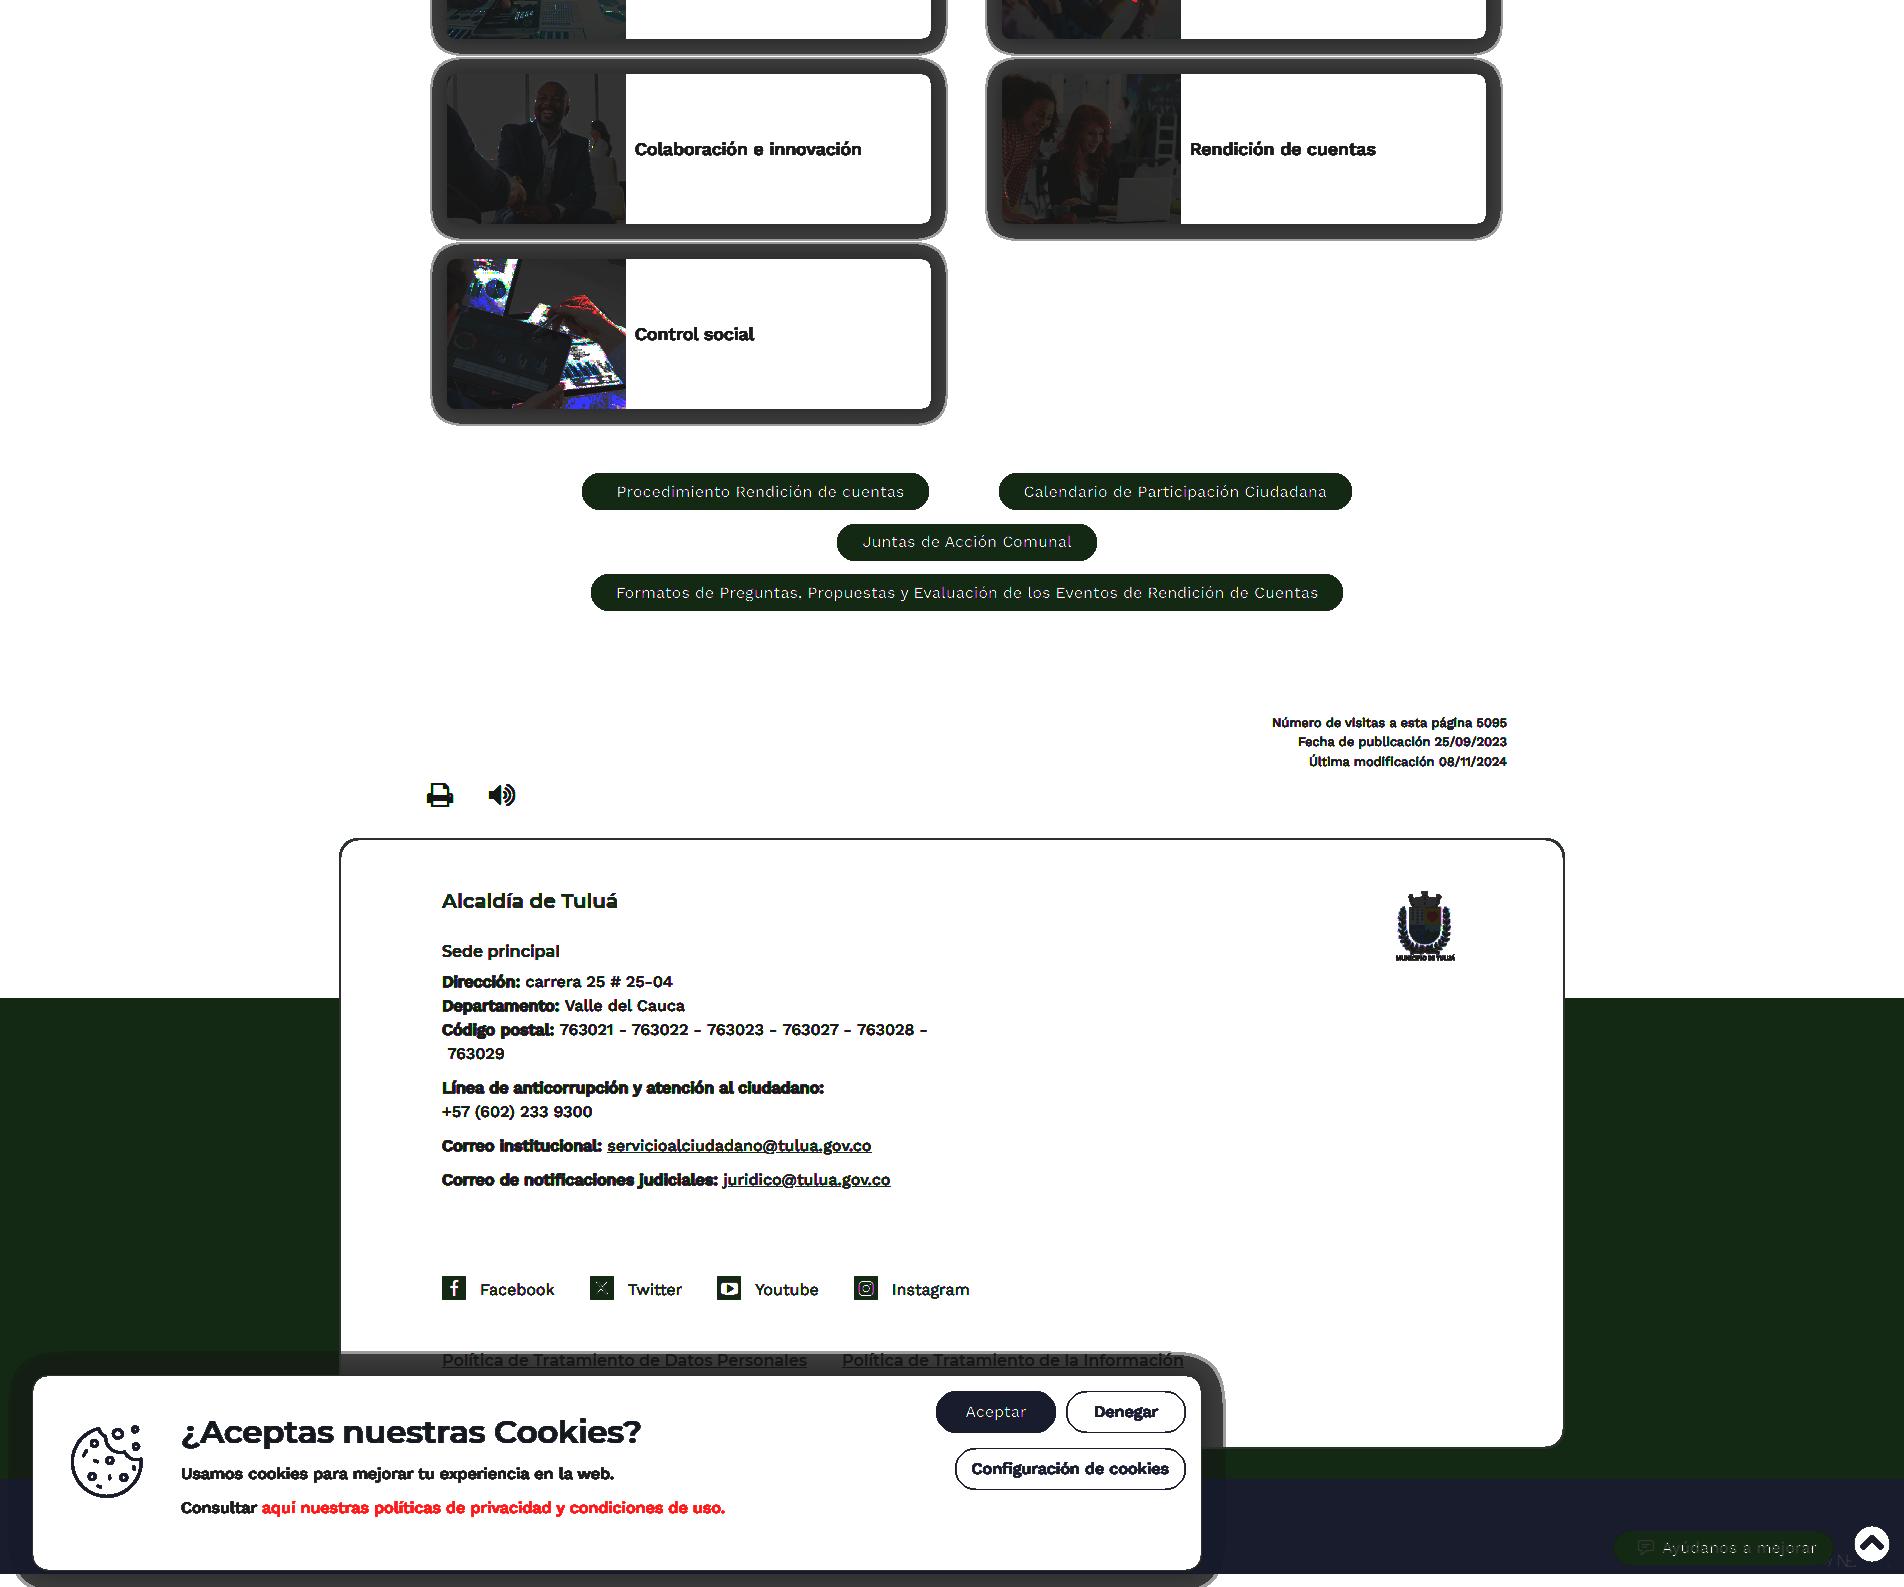 Colaboración e innovación
Rendición de cuentas
Control social
Procedimiento Rendición de cuentas
Calendario de Participación Ciudadana
Juntas de Acción Comunal
Formatos de Preguntas, Propuestas y Evaluación de los Eventos de Rendición de Cuentas
Número de visitas a esta página 5095
Fecha de publicación 25/09/2023
Última modificación 08/11/2024
Alcaldía de Tuluá
MUNICIPIO DE TULUÁ
Sede principal
Dirección: carrera 25 # 25-04
Departamento: Valle del Cauca
Código postal: 763021 - 763022 - 763023 - 763027 - 763028 -
763029
Línea de anticorrupción y atención al ciudadano:
+57 (602) 233 9300
Correo institucional: servicioalciudadano@tulua.gov.co
Correo de notificaciones judiciales: juridico@tulua.gov.co
Facebook
Twitter
Youtube
Instagram
Política de Tratamiento de Datos Personales
Política de Tratamiento de la Información
¿Aceptas nuestras Cookies?
Usamos cookies para mejorar tu experiencia en la web.
Consultar aquí nuestras políticas de privacidad y condiciones de uso.
Aceptar
Denegar
Configuración de cookies
Ayúdanos a mejorar